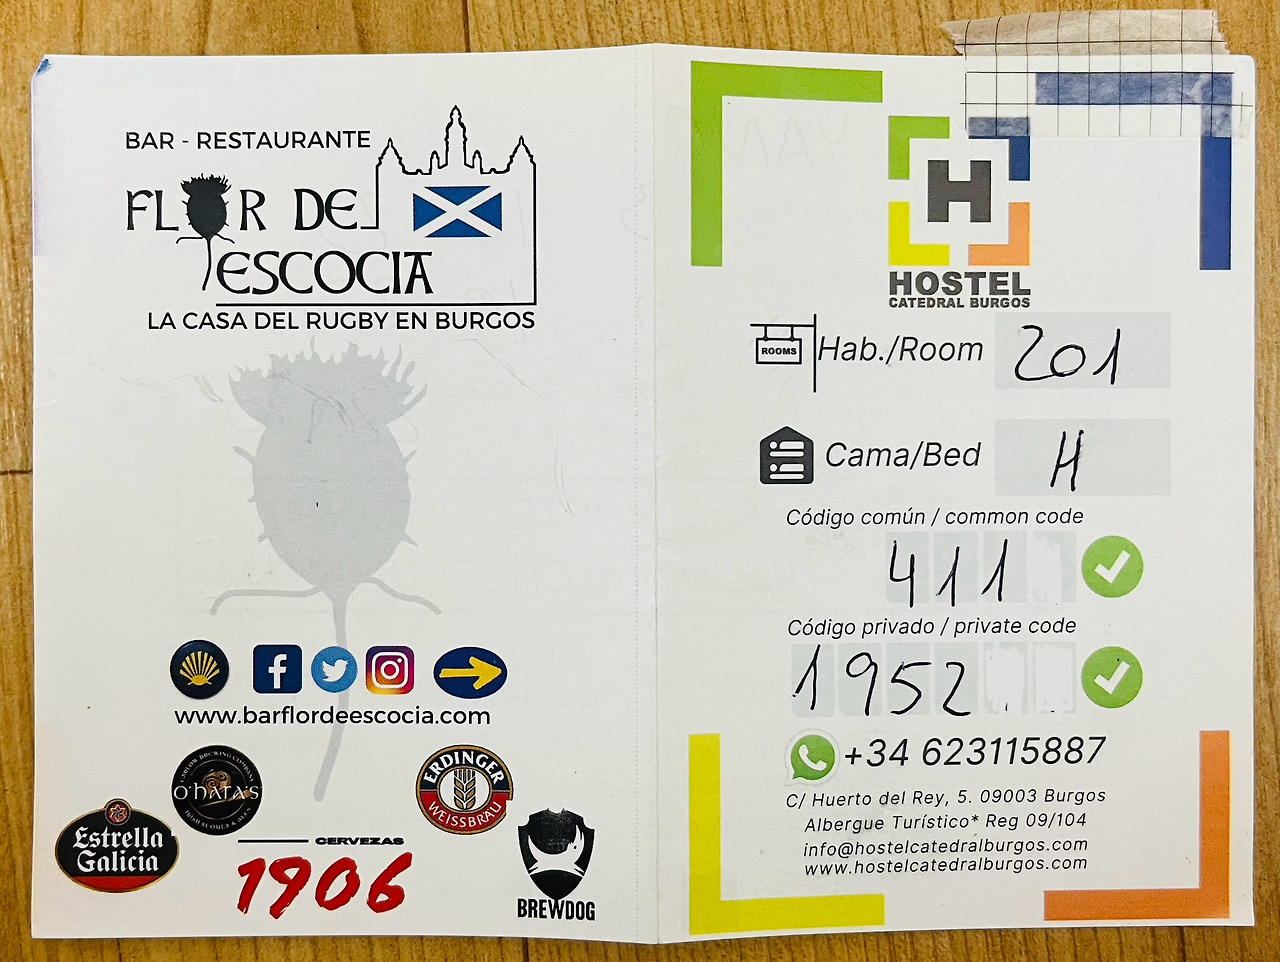 BAR - RESTAURANTE
FLOR DE
ESCOCIA
LA CASA DEL RUGBY EN BURGOS
www.barflordeescocia.com
CARLOW BREWING COMPANY
O'HARA'S
ERDINGER
WEISSBRÄU
Estrella
Galicia
CERVEZAS
1906
BREWDOG
H
HOSTEL
CATEDRAL BURGOS
ROOMS
Hab./Room 201
Cama/Bed H
Código común / common code
411
Código privado / private code
1952
+34 623115887
C/ Huerto del Rey, 5. 09003 Burgos
Albergue Turístico* Reg 09/104
info@hostelcatedralburgos.com
www.hostelcatedralburgos.com